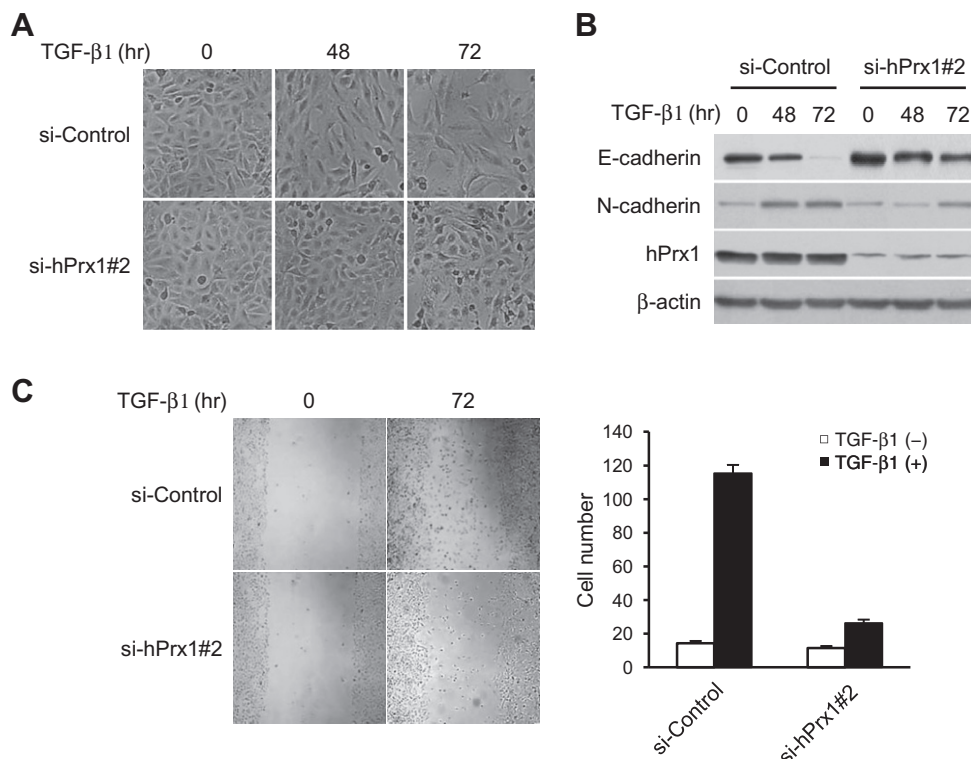 A
TGF-β1 (hr) 0 48 72
si-Control
si-hPrx1#2
B
si-Control si-hPrx1#2
TGF-β1 (hr) 0 48 72 0 48 72
E-cadherin
N-cadherin
hPrx1
β-actin
C
TGF-β1 (hr) 0 72
si-Control
si-hPrx1#2
Cell number
140
120
100
80
60
40
20
0
TGF-β1 (–)
TGF-β1 (+)
si-Control
si-hPrx1#2